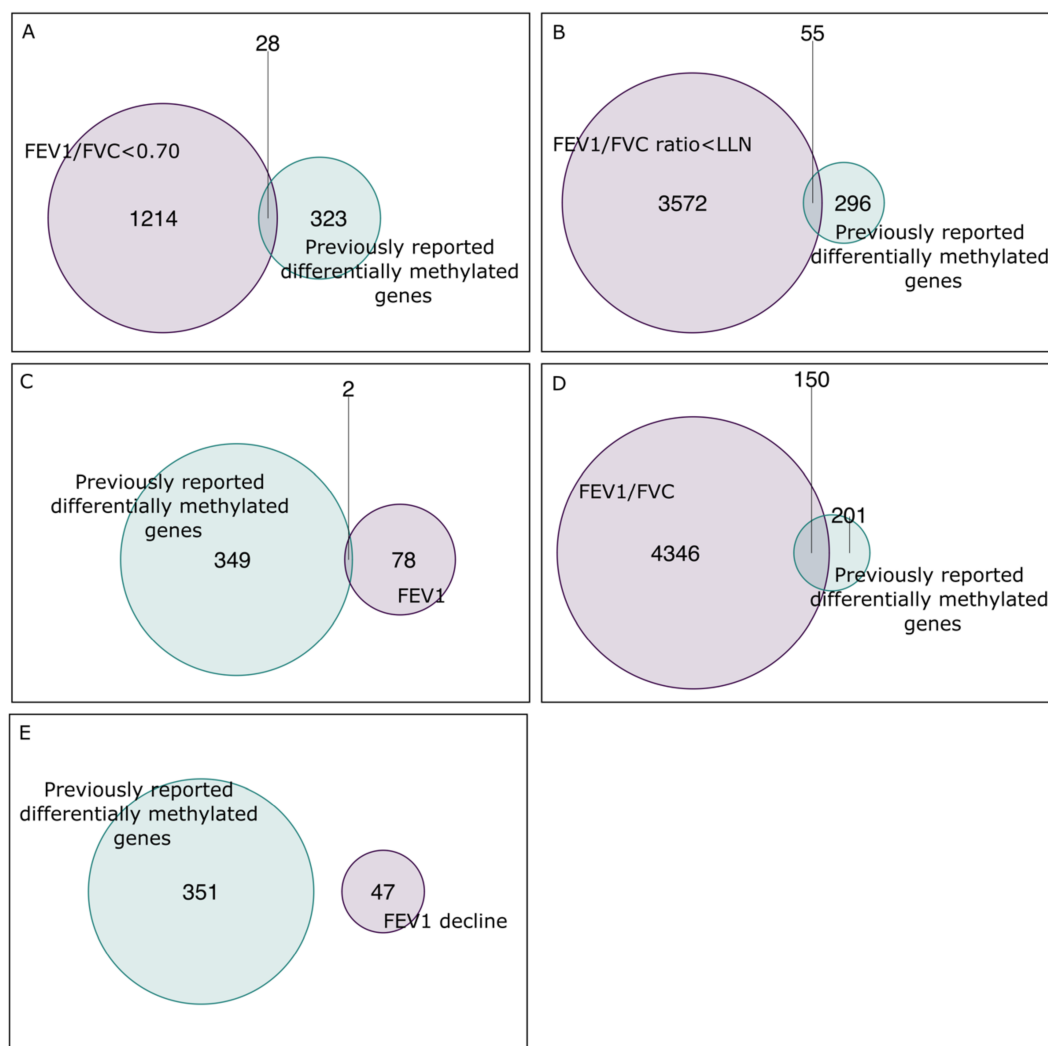 A
28
FEV1/FVC<0.70
1214
323
Previously reported
differentially methylated
genes
B
55
FEV1/FVC ratio<LLN
3572
296
Previously reported
differentially methylated
genes
C
2
Previously reported
differentially methylated
genes
349
78
FEV1
D
150
FEV1/FVC
201
4346
Previously reported
differentially methylated
genes
E
Previously reported
differentially methylated
genes
351
47
FEV1 decline